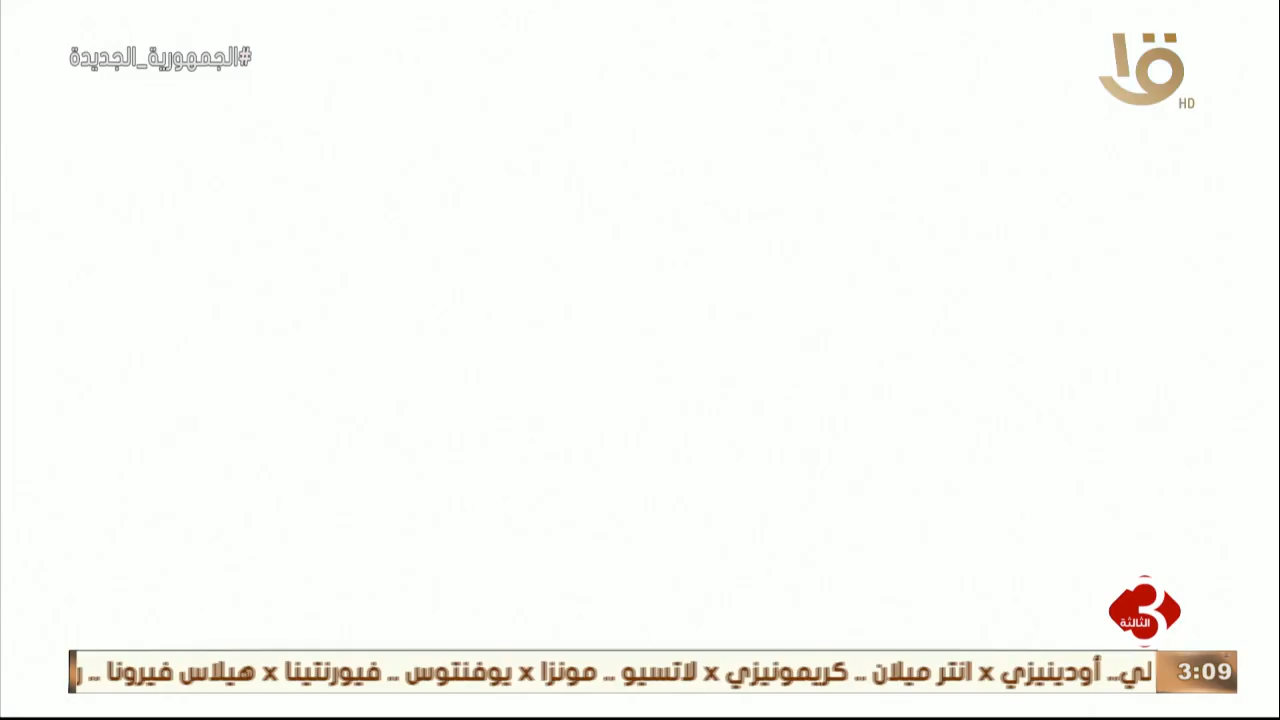 #الجمهورية_الجديدة
HD
الثالثة
3:09
لي.. أودينيزي x انتر ميلان .. كريمونيزي x لاتسيو .. مونزا x يوفنتوس .. فيورنتينا x هيلاس فيرونا ..